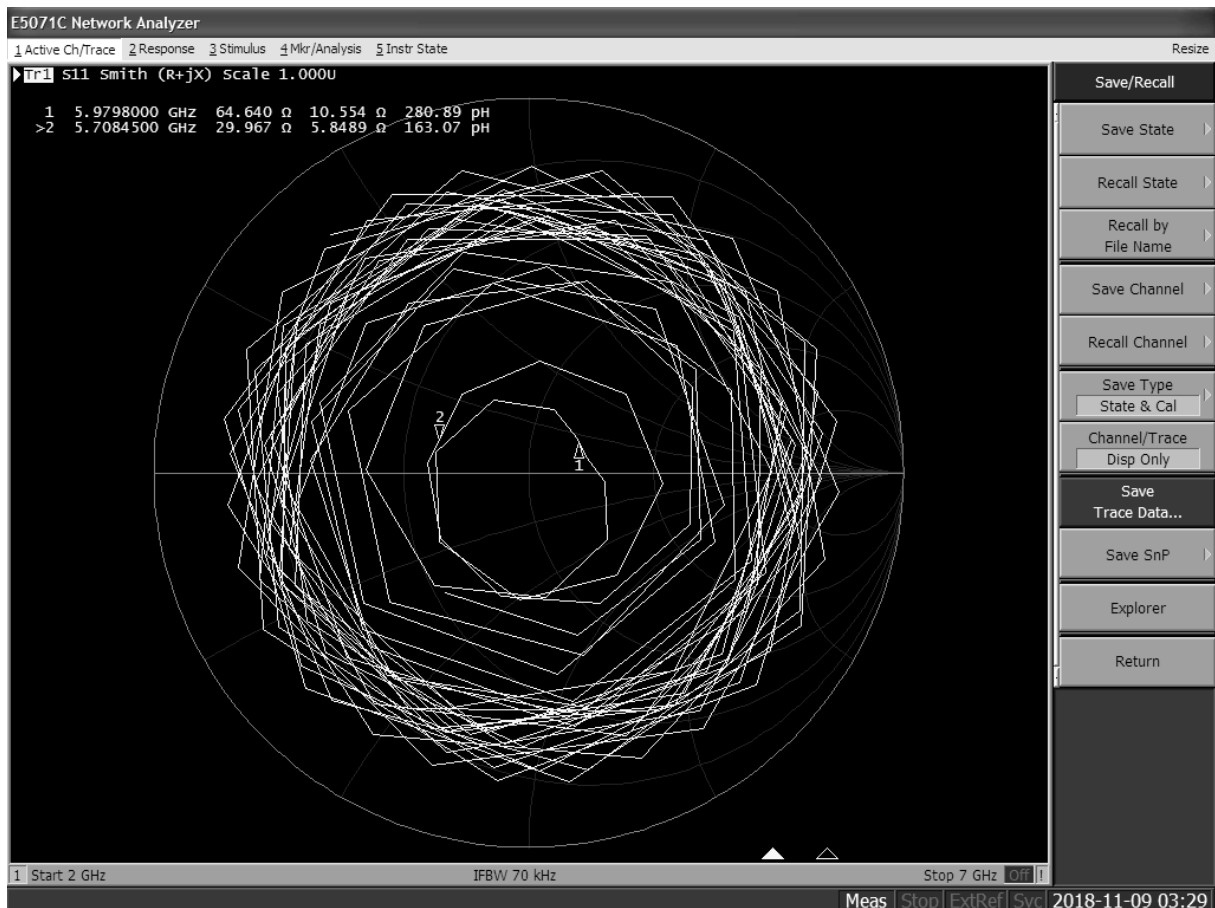 E5071C Network Analyzer
1 Active Ch/Trace 2 Response 3 Stimulus 4 Mkr/Analysis 5 Instr State Resize
Tr1 S11 Smith (R+jX) Scale 1.000U
1 5.9798000 GHz 64.640 Ω 10.554 Ω 280.89 pH
>2 5.7084500 GHz 29.967 Ω 5.8489 Ω 163.07 pH
2
1
Save/Recall
Save State
Recall State
Recall by
File Name
Save Channel
Recall Channel
Save Type
State & Cal
Channel/Trace
Disp Only
Save
Trace Data...
Save SnP
Explorer
Return
1 Start 2 GHz IFBW 70 kHz Stop 7 GHz Off !
Meas Stop ExtRef Svc 2018-11-09 03:29